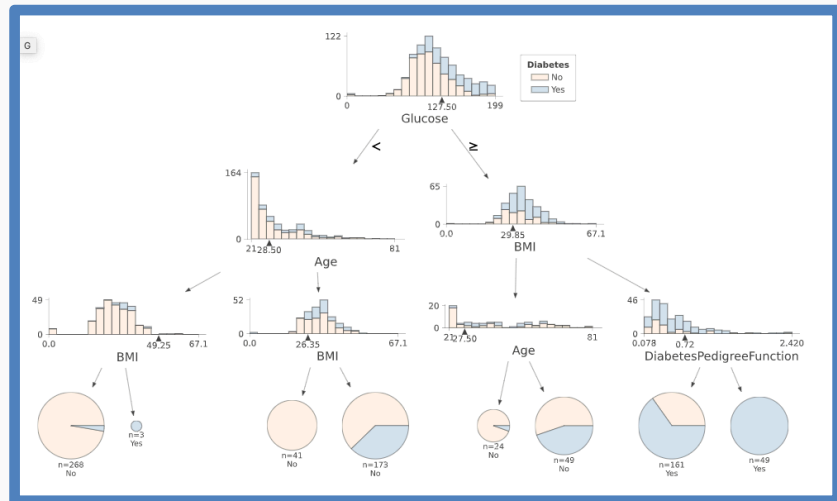 G
122
Diabetes
No
Yes
0
0
127.50
199
Glucose
<
≥
164
0
21
28.50
81
Age
65
0
0.0
29.85
67.1
BMI
49
0
0.0
49.25
67.1
BMI
52
0
0.0
26.35
67.1
BMI
20
0
21
27.50
81
Age
46
0
0.078
0.72
2.420
DiabetesPedigreeFunction
n=268
No
n=3
Yes
n=41
No
n=173
No
n=24
No
n=49
No
n=161
Yes
n=49
Yes